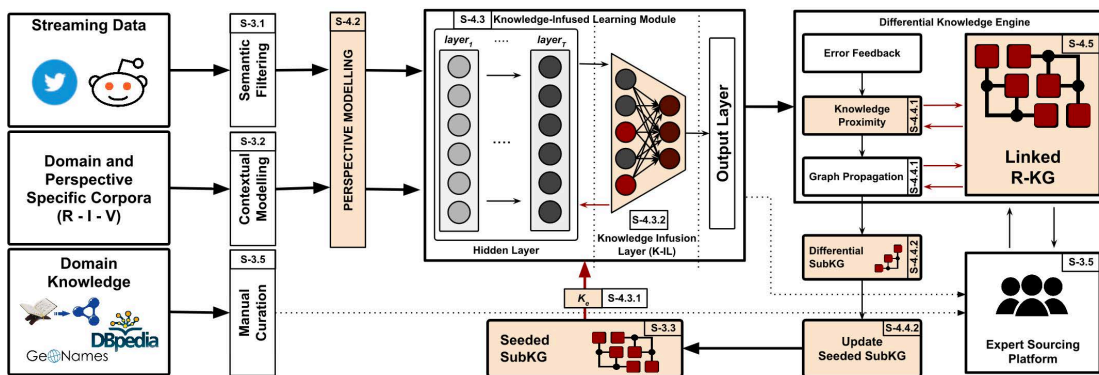 Streaming Data
S-3.1
Semantic
Filtering
S-4.2
PERSPECTIVE MODELLING
Domain and
Perspective
Specific Corpora
(R - I - V)
S-3.2
Contextual
Modelling
Domain
Knowledge
GeoNames
DBpedia
S-3.5
Manual
Curation
S-4.3
Knowledge-Infused Learning Module
layer1
....
layerT
....
Hidden Layer
S-4.3.2
Knowledge Infusion
Layer (K-IL)
Output Layer
Ke
S-4.3.1
Seeded
SubKG
S-3.3
Differential Knowledge Engine
Error Feedback
Knowledge
Proximity
S-4.4.1
Graph Propagation
S-4.4.1
S-4.5
Linked
R-KG
Differential
SubKG
S-4.4.2
S-4.4.2
Update
Seeded SubKG
S-3.5
Expert Sourcing
Platform